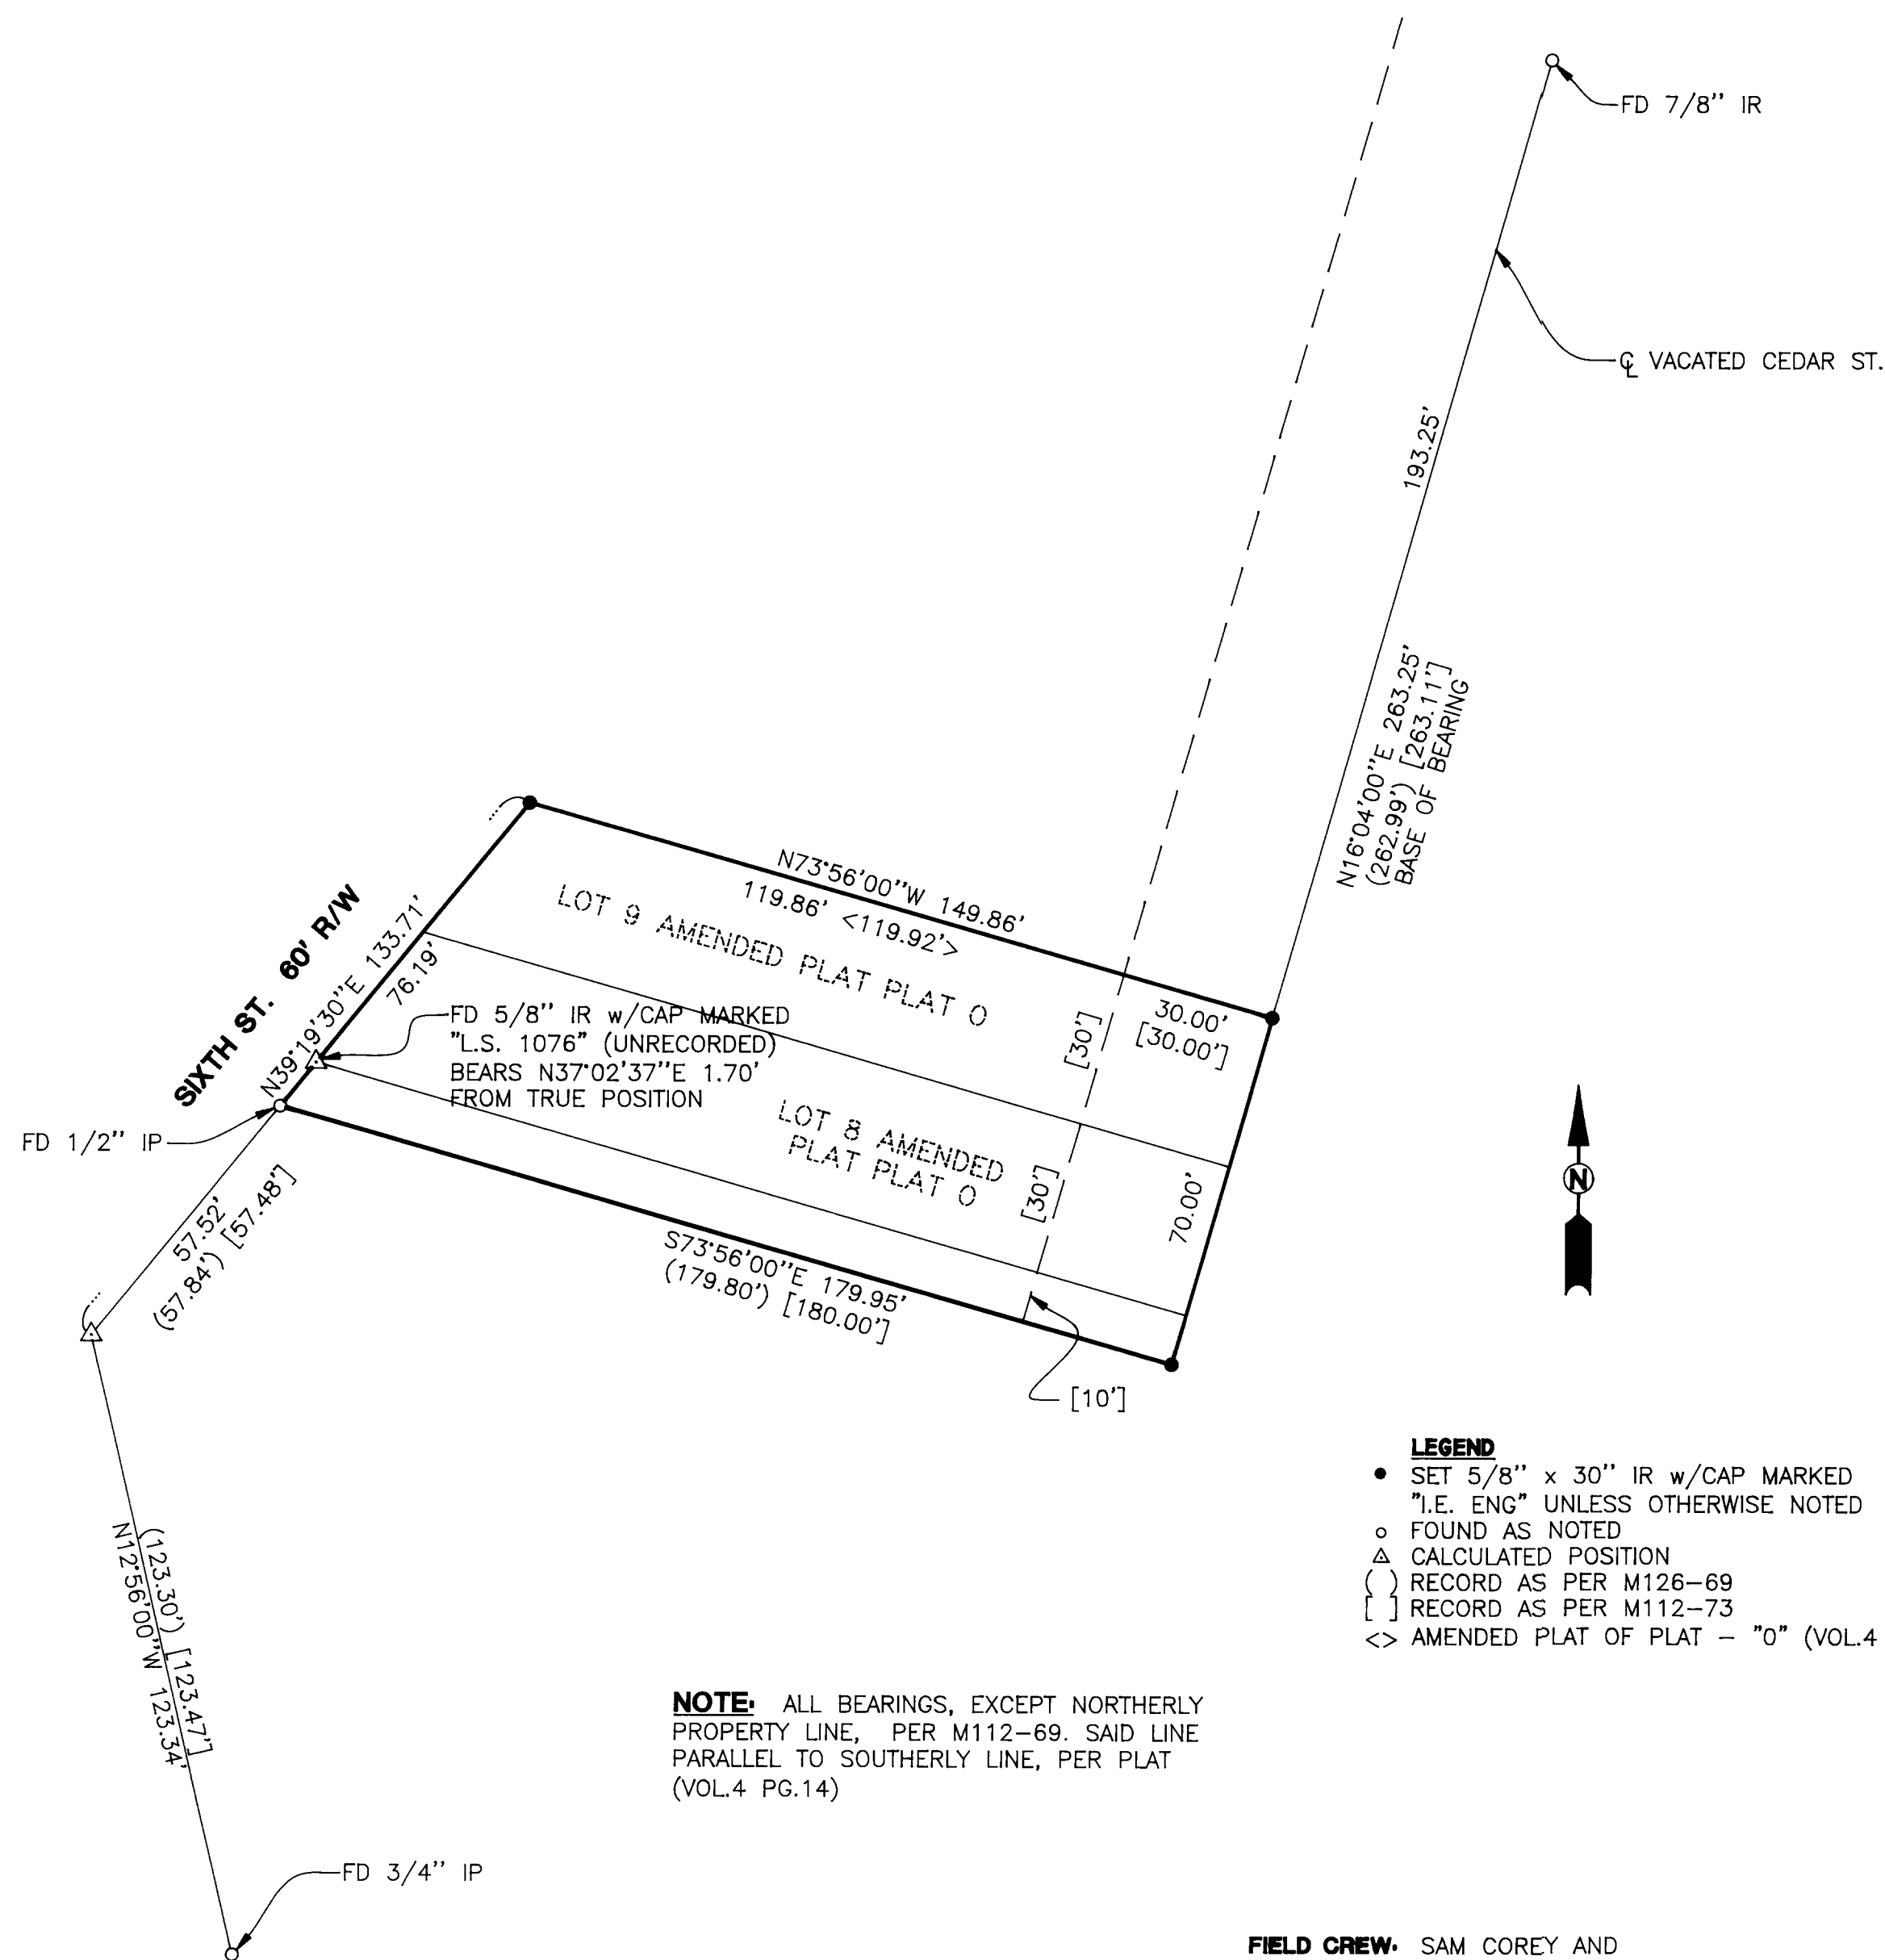 FD 7/8" IR
℄ VACATED CEDAR ST.
193.25'
N16°04'00"E 263.25'
(262.99') [263.11']
BASE OF BEARING
N73°56'00"W 149.86'
119.86' <119.92'>
LOT 9 AMENDED PLAT PLAT O
30.00'
[30.00']
[30']
SIXTH ST. 60' R/W
N39°19'30"E 133.71'
76.19'
FD 5/8" IR w/CAP MARKED
"L.S. 1076" (UNRECORDED)
BEARS N37°02'37"E 1.70'
FROM TRUE POSITION
FD 1/2" IP
LOT 8 AMENDED
PLAT PLAT O
[30']
70.00'
57.52'
(57.84') [57.48']
S73°56'00"E 179.95'
(179.80') [180.00']
[10']
N
(123.30') [123.47']
N12°56'00"W 123.34'
FD 3/4" IP
LEGEND
SET 5/8" x 30" IR w/CAP MARKED
"I.E. ENG" UNLESS OTHERWISE NOTED
FOUND AS NOTED
CALCULATED POSITION
( ) RECORD AS PER M126-69
[ ] RECORD AS PER M112-73
<> AMENDED PLAT OF PLAT - "O" (VOL.4
NOTE: ALL BEARINGS, EXCEPT NORTHERLY
PROPERTY LINE, PER M112-69. SAID LINE
PARALLEL TO SOUTHERLY LINE, PER PLAT
(VOL.4 PG.14)
FIELD CREW: SAM COREY AND